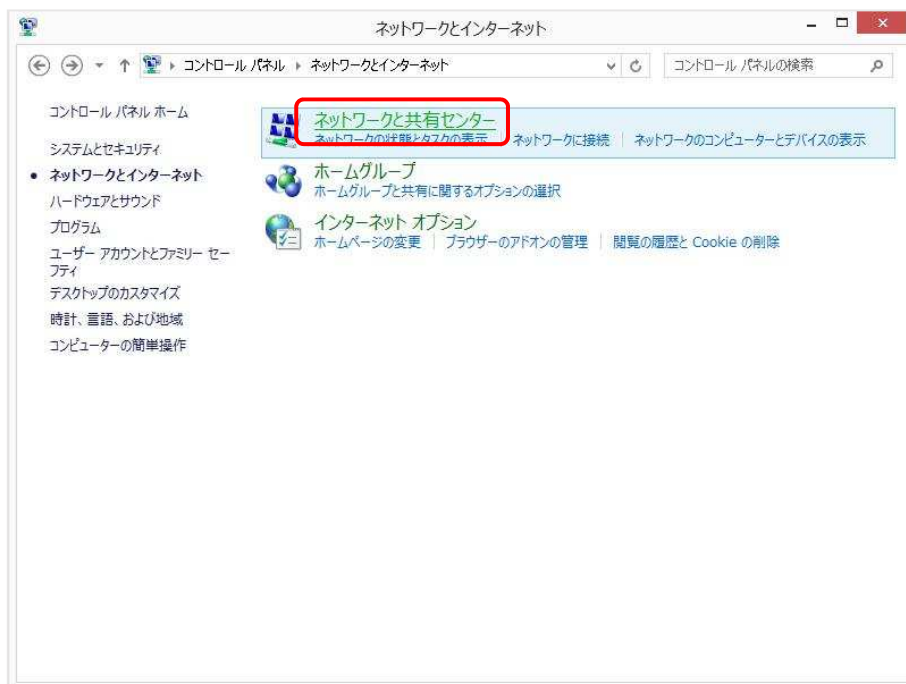 ネットワークとインターネット
コントロール パネル ネットワークとインターネット
コントロール パネルの検索
コントロール パネル ホーム
システムとセキュリティ
ネットワークとインターネット
ハードウェアとサウンド
プログラム
ユーザー アカウントとファミリー セー
フティ
デスクトップのカスタマイズ
時計、言語、および地域
コンピューターの簡単操作
ネットワークと共有センター
ネットワークの状態とタスクの表示 ネットワークに接続 ネットワークのコンピューターとデバイスの表示
ホームグループ
ホームグループと共有に関するオプションの選択
インターネット オプション
ホームページの変更 ブラウザーのアドオンの管理 閲覧の履歴と Cookie の削除